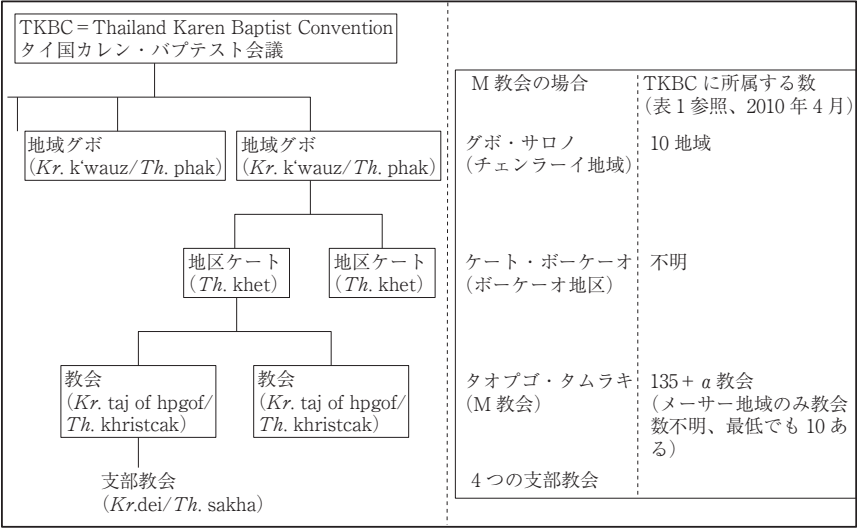 TKBC＝Thailand Karen Baptist Convention
タイ国カレン・バプテスト会議
地域グボ
（Kr. k‘wauz/Th. phak）
地域グボ
（Kr. k‘wauz/Th. phak）
地区ケート
（Th. khet）
地区ケート
（Th. khet）
教会
（Kr. taj of hpgof/
Th. khristcak）
教会
（Kr. taj of hpgof/
Th. khristcak）
支部教会
（Kr.dei/Th. sakha）
M 教会の場合
TKBC に所属する数
（表 1 参照、2010 年 4 月）
グボ・サロノ
（チェンラーイ地域）
10 地域
ケート・ボーケーオ
（ボーケーオ地区）
不明
タオプゴ・タムラキ
（M 教会）
135＋α教会
（メーサー地域のみ教会
数不明、最低でも 10 あ
る）
4 つの支部教会